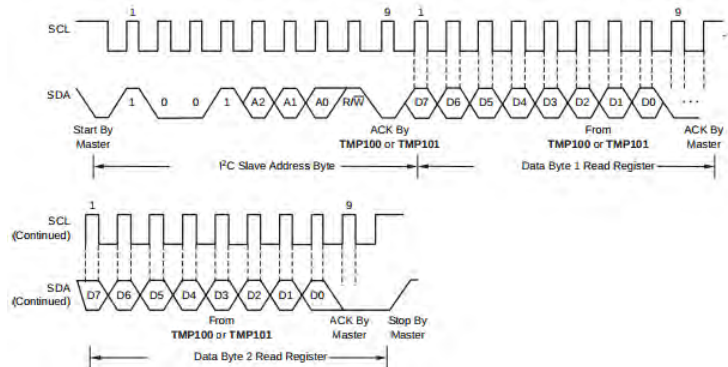 1 9 1 9
SCL
SDA 1 0 0 1 A2 A1 A0 R/W̅ D7 D6 D5 D4 D3 D2 D1 D0 ...
Start By Master
ACK By TMP100 or TMP101
From TMP100 or TMP101
ACK By Master
I²C Slave Address Byte
Data Byte 1 Read Register
1 9
SCL
(Continued)
SDA
(Continued)
D7 D6 D5 D4 D3 D2 D1 D0
From
TMP100 or TMP101
ACK By
Master
Stop By
Master
Data Byte 2 Read Register